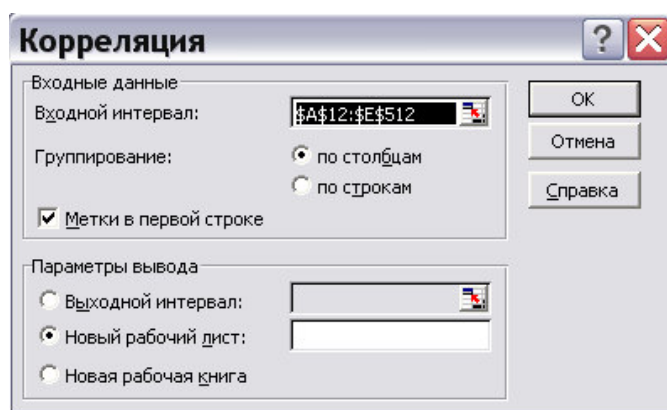 Корреляция
Входные данные
Входной интервал: $A$12:$E$512
Группирование: по столбцам
по строкам
Метки в первой строке
Параметры вывода
Выходной интервал:
Новый рабочий лист:
Новая рабочая книга
?
ОК
Отмена
Справка